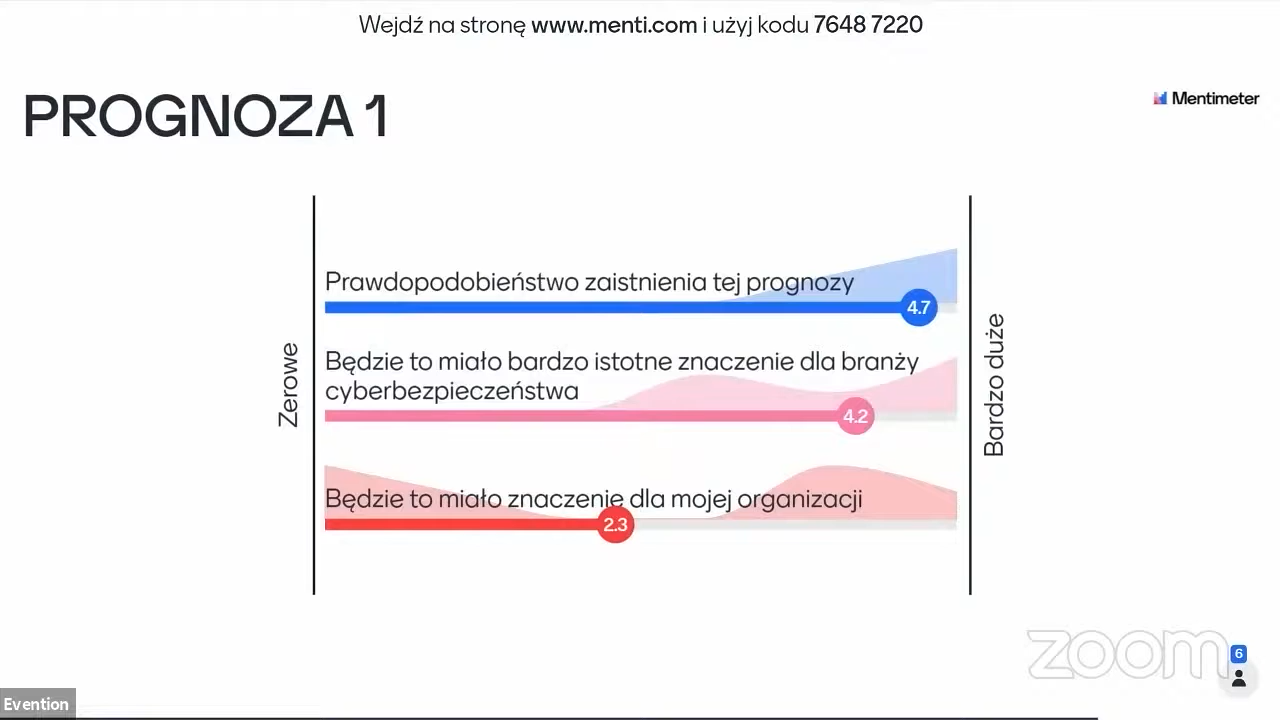 Wejdź na stronę www.menti.com i użyj kodu 7648 7220
PROGNOZA 1
Mentimeter
Zerowe
Prawdopodobieństwo zaistnienia tej prognozy
4.7
Będzie to miało bardzo istotne znaczenie dla branży
cyberbezpieczeństwa
4.2
Będzie to miało znaczenie dla mojej organizacji
2.3
Bardzo duże
zoom
6
Evention